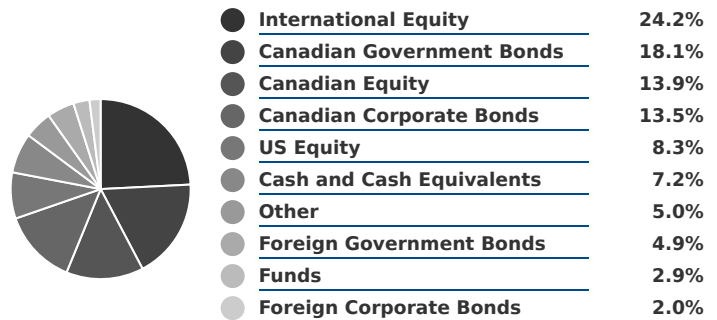 International Equity 24.2%
Canadian Government Bonds 18.1%
Canadian Equity 13.9%
Canadian Corporate Bonds 13.5%
US Equity 8.3%
Cash and Cash Equivalents 7.2%
Other 5.0%
Foreign Government Bonds 4.9%
Funds 2.9%
Foreign Corporate Bonds 2.0%